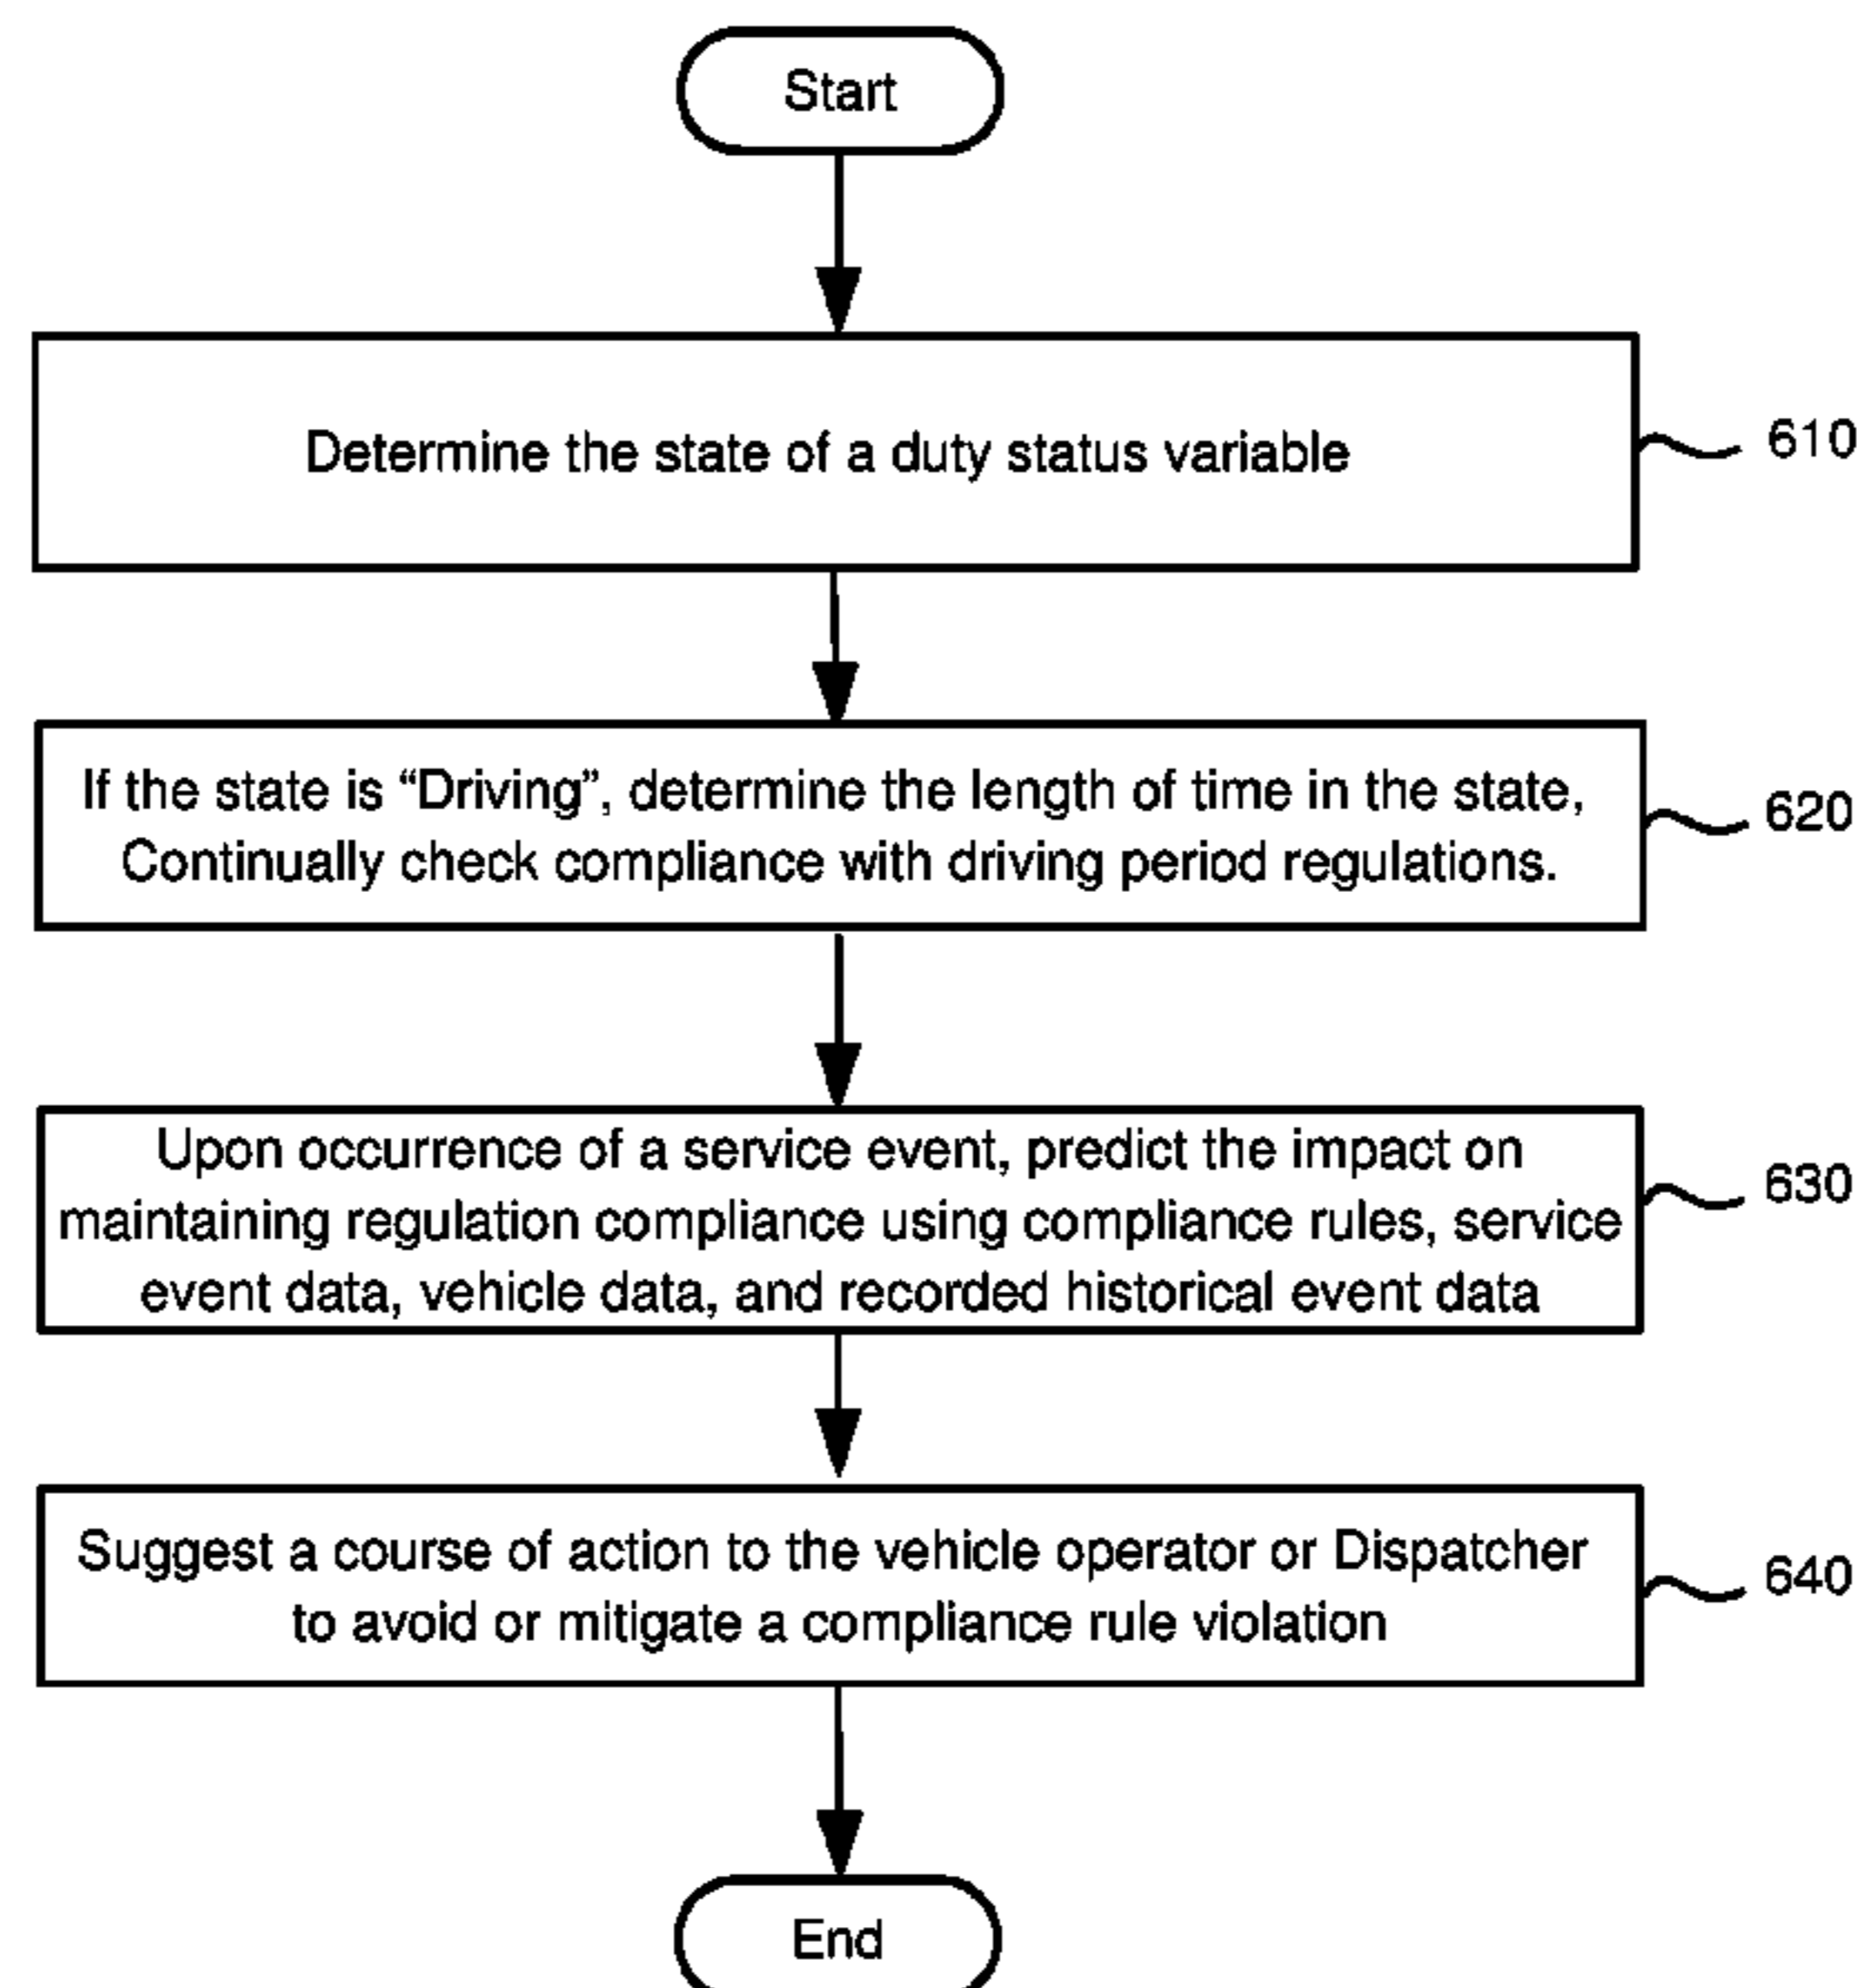 Start
Determine the state of a duty status variable
610
If the state is “Driving”, determine the length of time in the state,
Continually check compliance with driving period regulations.
620
Upon occurrence of a service event, predict the impact on
maintaining regulation compliance using compliance rules, service
event data, vehicle data, and recorded historical event data
630
Suggest a course of action to the vehicle operator or Dispatcher
to avoid or mitigate a compliance rule violation
640
End